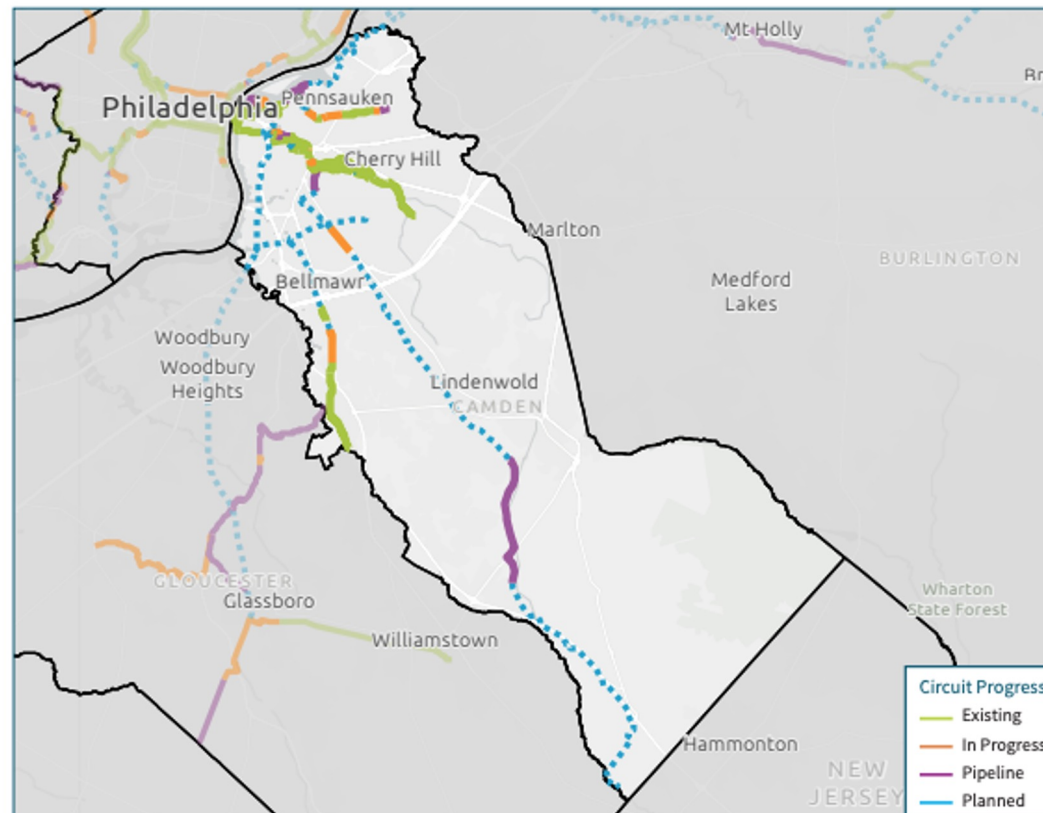 Mt Holly
Philadelphia
Pennsauken
Cherry Hill
Marlton
BURLINGTON
Bellmawr
Medford
Lakes
Woodbury
Woodbury
Heights
Lindenwold
CAMDEN
GLOUCESTER
Glassboro
Wharton
State Forest
Williamstown
Hammonton
NEW
JERSEY
Circuit Progress
Existing
In Progress
Pipeline
Planned